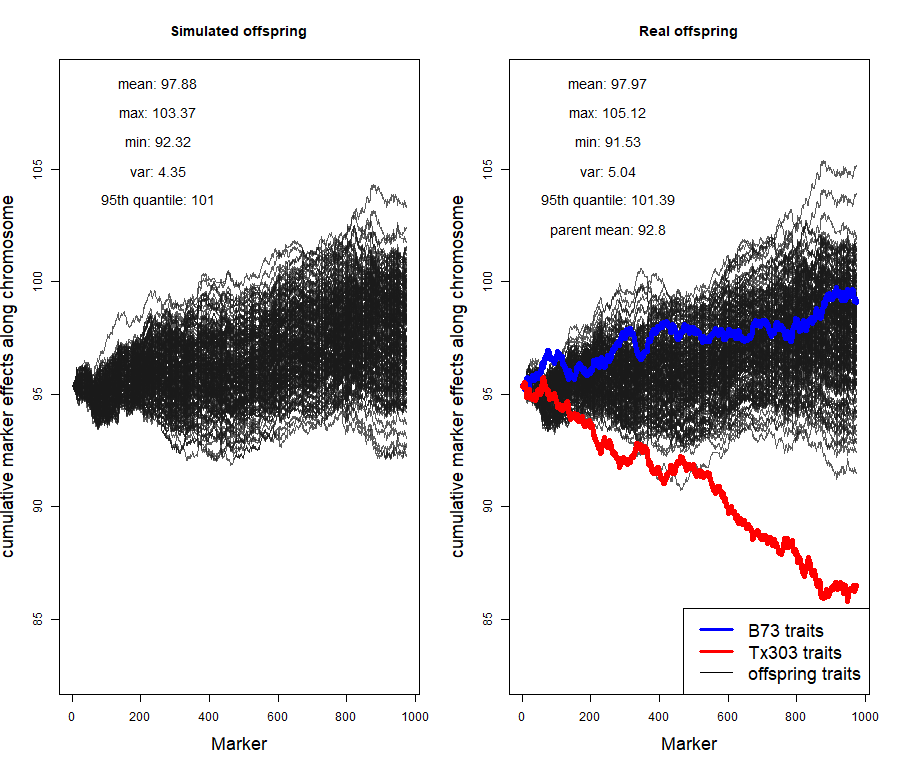 Simulated offspring
mean: 97.88
max: 103.37
min: 92.32
var: 4.35
95th quantile: 101
cumulative marker effects along chromosome
105
100
95
90
85
0 200 400 600 800 1000
Marker
Real offspring
mean: 97.97
max: 105.12
min: 91.53
var: 5.04
95th quantile: 101.39
parent mean: 92.8
cumulative marker effects along chromosome
105
100
95
90
85
B73 traits
Tx303 traits
offspring traits
0 200 400 600 800 1000
Marker